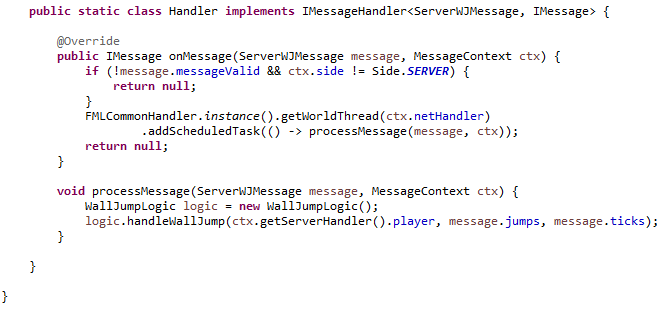 public static class Handler implements IMessageHandler<ServerWJMessage, IMessage> {
@Override
public IMessage onMessage(ServerWJMessage message, MessageContext ctx) {
if (!message.messageValid && ctx.side != Side.SERVER) {
return null;
}
FMLCommonHandler.instance().getWorldThread(ctx.netHandler)
.addScheduledTask(() -> processMessage(message, ctx));
return null;
}
void processMessage(ServerWJMessage message, MessageContext ctx) {
WallJumpLogic logic = new WallJumpLogic();
logic.handleWallJump(ctx.getServerHandler().player, message.jumps, message.ticks);
}
}
}